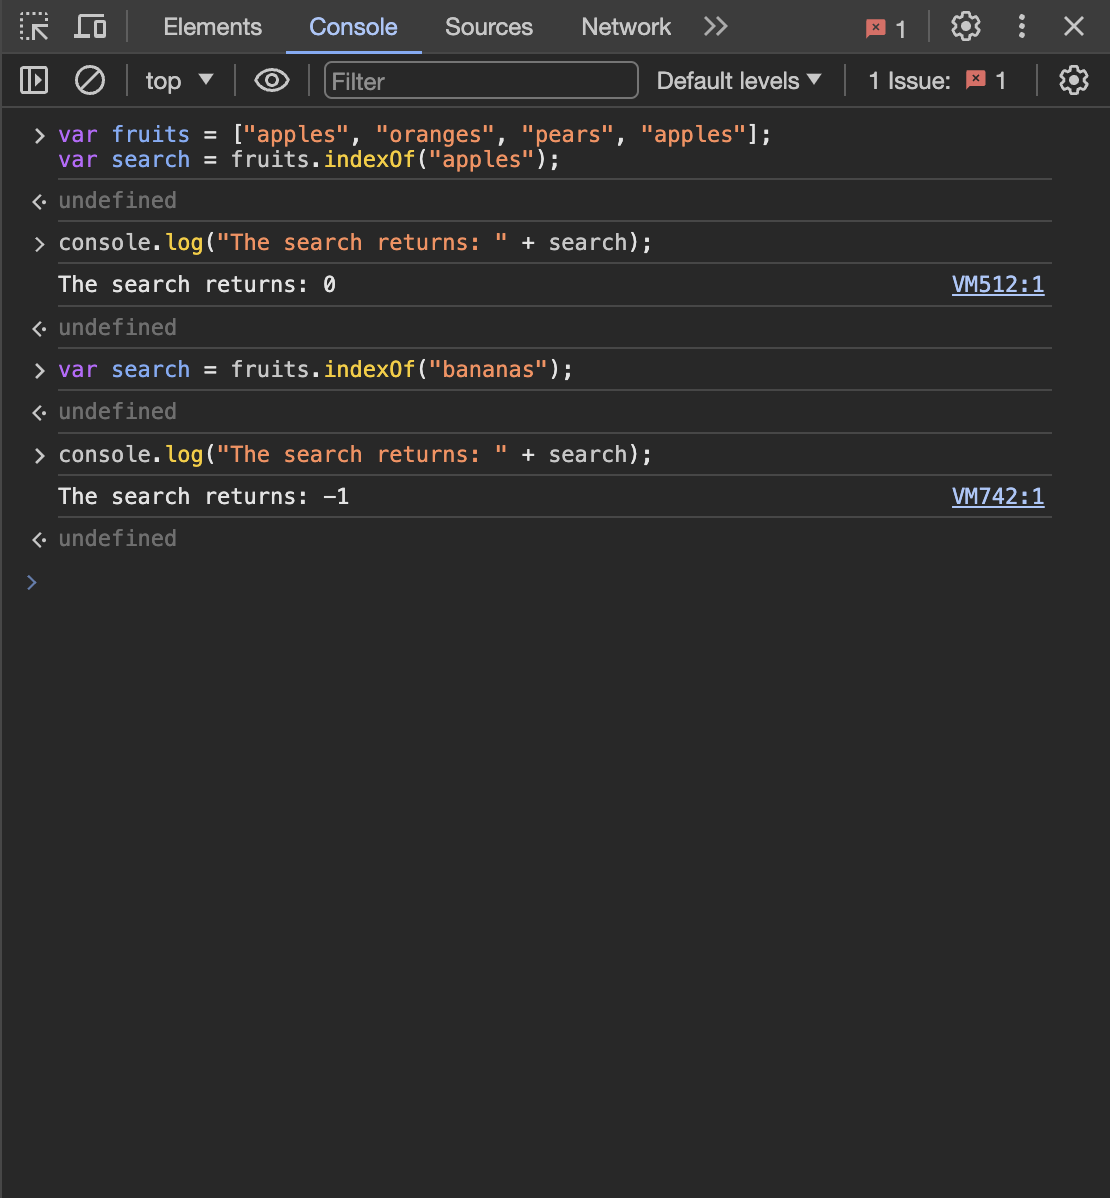 Elements Console Sources Network 1
top Filter Default levels 1 Issue: 1
var fruits = ["apples", "oranges", "pears", "apples"];
var search = fruits.indexOf("apples");
undefined
console.log("The search returns: " + search);
The search returns: 0 VM512:1
undefined
var search = fruits.indexOf("bananas");
undefined
console.log("The search returns: " + search);
The search returns: -1 VM742:1
undefined